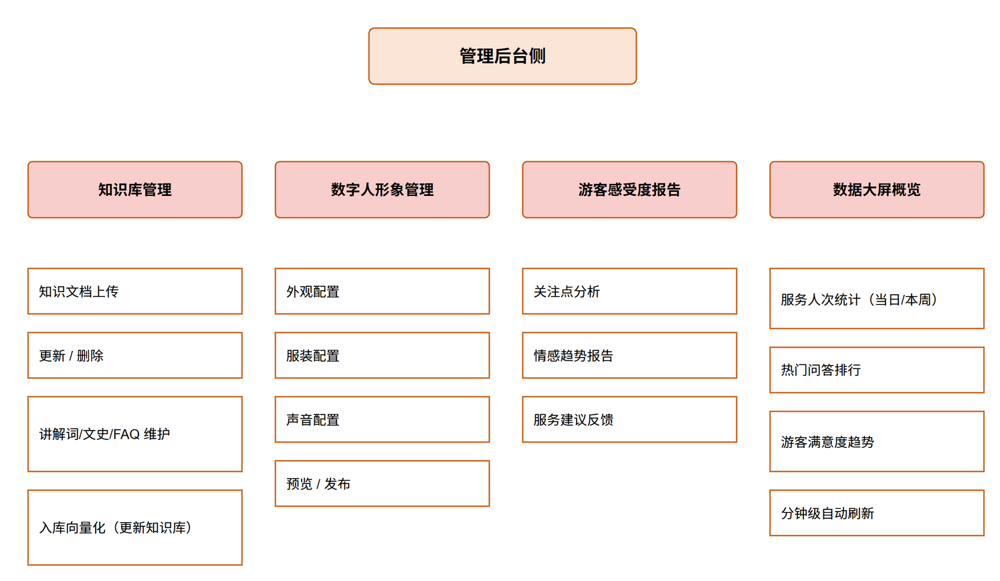 管理后台侧
知识库管理
数字人形象管理
游客感受度报告
数据大屏概览
知识文档上传
更新 / 删除
讲解词/文史/FAQ 维护
入库向量化（更新知识库）
外观配置
服装配置
声音配置
预览 / 发布
关注点分析
情感趋势报告
服务建议反馈
服务人次统计（当日/本周）
热门问答排行
游客满意度趋势
分钟级自动刷新